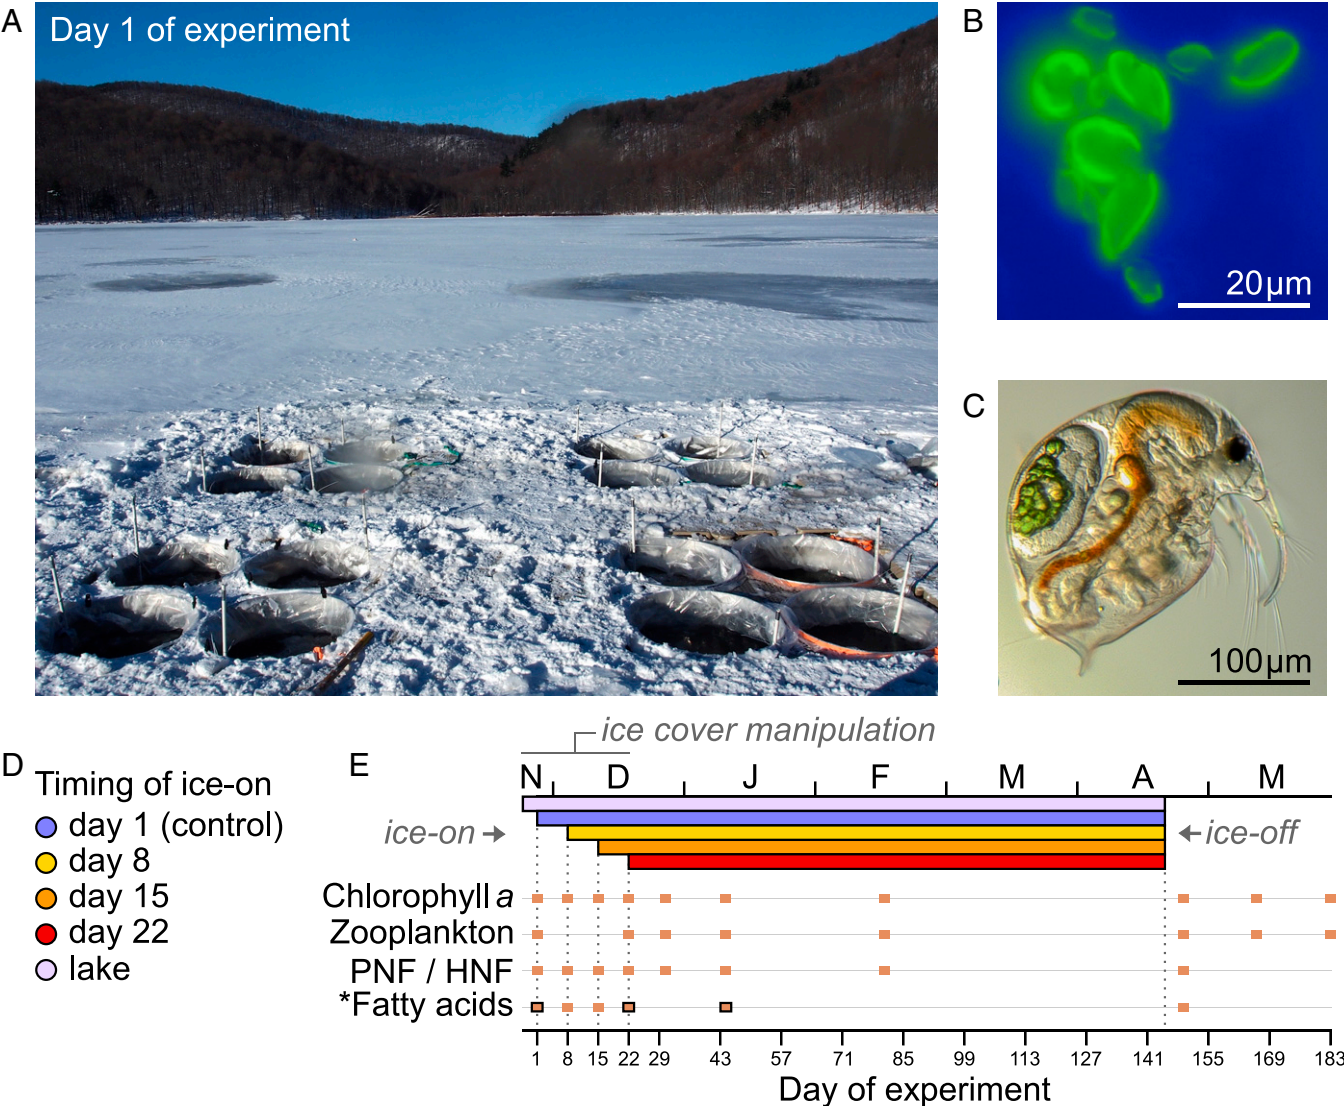 A
Day 1 of experiment
B
20µm
C
100µm
D
Timing of ice-on
day 1 (control)
day 8
day 15
day 22
lake
E
ice cover manipulation
N D J F M A M
ice-on
ice-off
Chlorophyll a
Zooplankton
PNF / HNF
*Fatty acids
1 8 15 22 29 43 57 71 85 99 113 127 141 155 169 183
Day of experiment